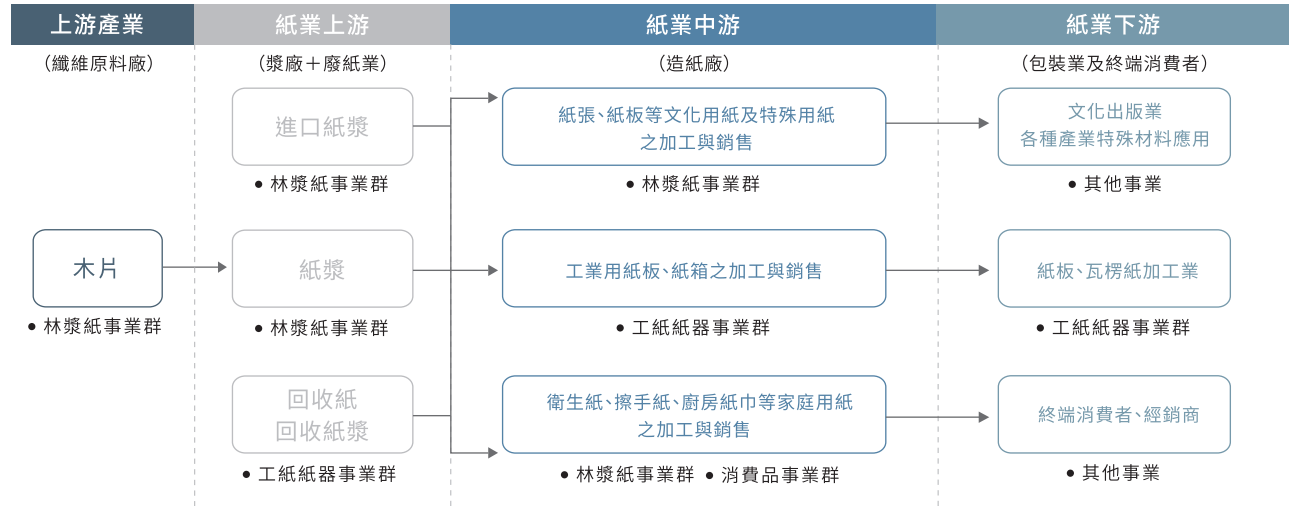 上游產業
(纖維原料廠)
木片
● 林漿紙事業群
紙業上游
(漿廠＋廢紙業)
進口紙漿
● 林漿紙事業群
紙漿
● 林漿紙事業群
回收紙
回收紙漿
● 工紙紙器事業群
紙業中游
(造紙廠)
紙張、紙板等文化用紙及特殊用紙
之加工與銷售
● 林漿紙事業群
工業用紙板、紙箱之加工與銷售
● 工紙紙器事業群
衛生紙、擦手紙、廚房紙巾等家庭用紙
之加工與銷售
● 林漿紙事業群 ● 消費品事業群
紙業下游
(包裝業及終端消費者)
文化出版業
各種產業特殊材料應用
● 其他事業
紙板、瓦楞紙加工業
● 工紙紙器事業群
終端消費者、經銷商
● 其他事業